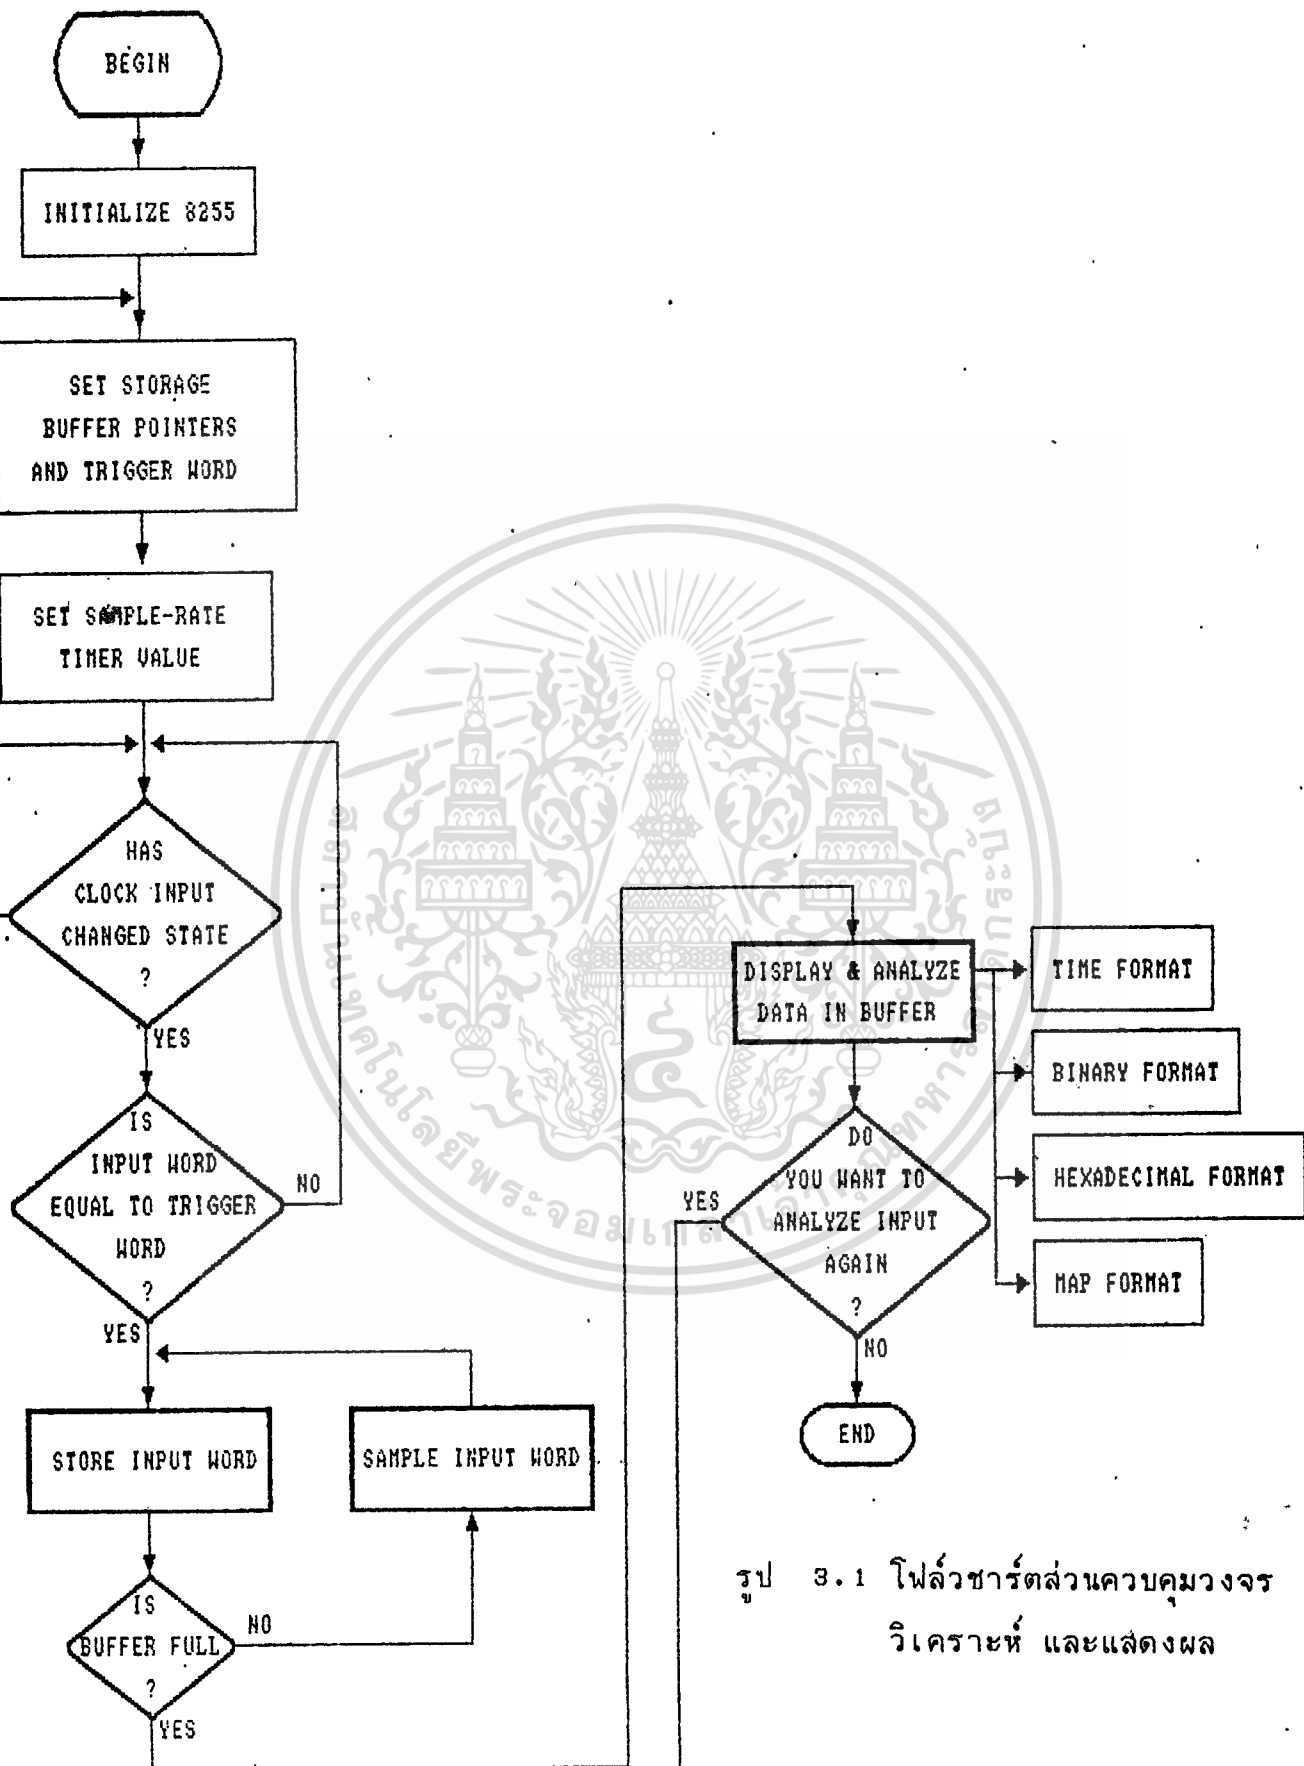 BEGIN
INITIALIZE 8255
SET STORAGE
BUFFER POINTERS
AND TRIGGER WORD
SET SAMPLE-RATE
TIMER VALUE
HAS
CLOCK INPUT
CHANGED STATE
?
YES
IS
INPUT WORD
EQUAL TO TRIGGER
WORD
?
NO
YES
STORE INPUT WORD
SAMPLE INPUT WORD
IS
BUFFER FULL
?
NO
YES
DISPLAY & ANALYZE
DATA IN BUFFER
TIME FORMAT
BINARY FORMAT
HEXADECIMAL FORMAT
MAP FORMAT
DO
YOU WANT TO
ANALYZE INPUT
AGAIN
?
YES
NO
END
รูป 3.1 โฟล์วชาร์ตส่วนควบคุมวงจร
วิเคราะห์ และแสดงผล